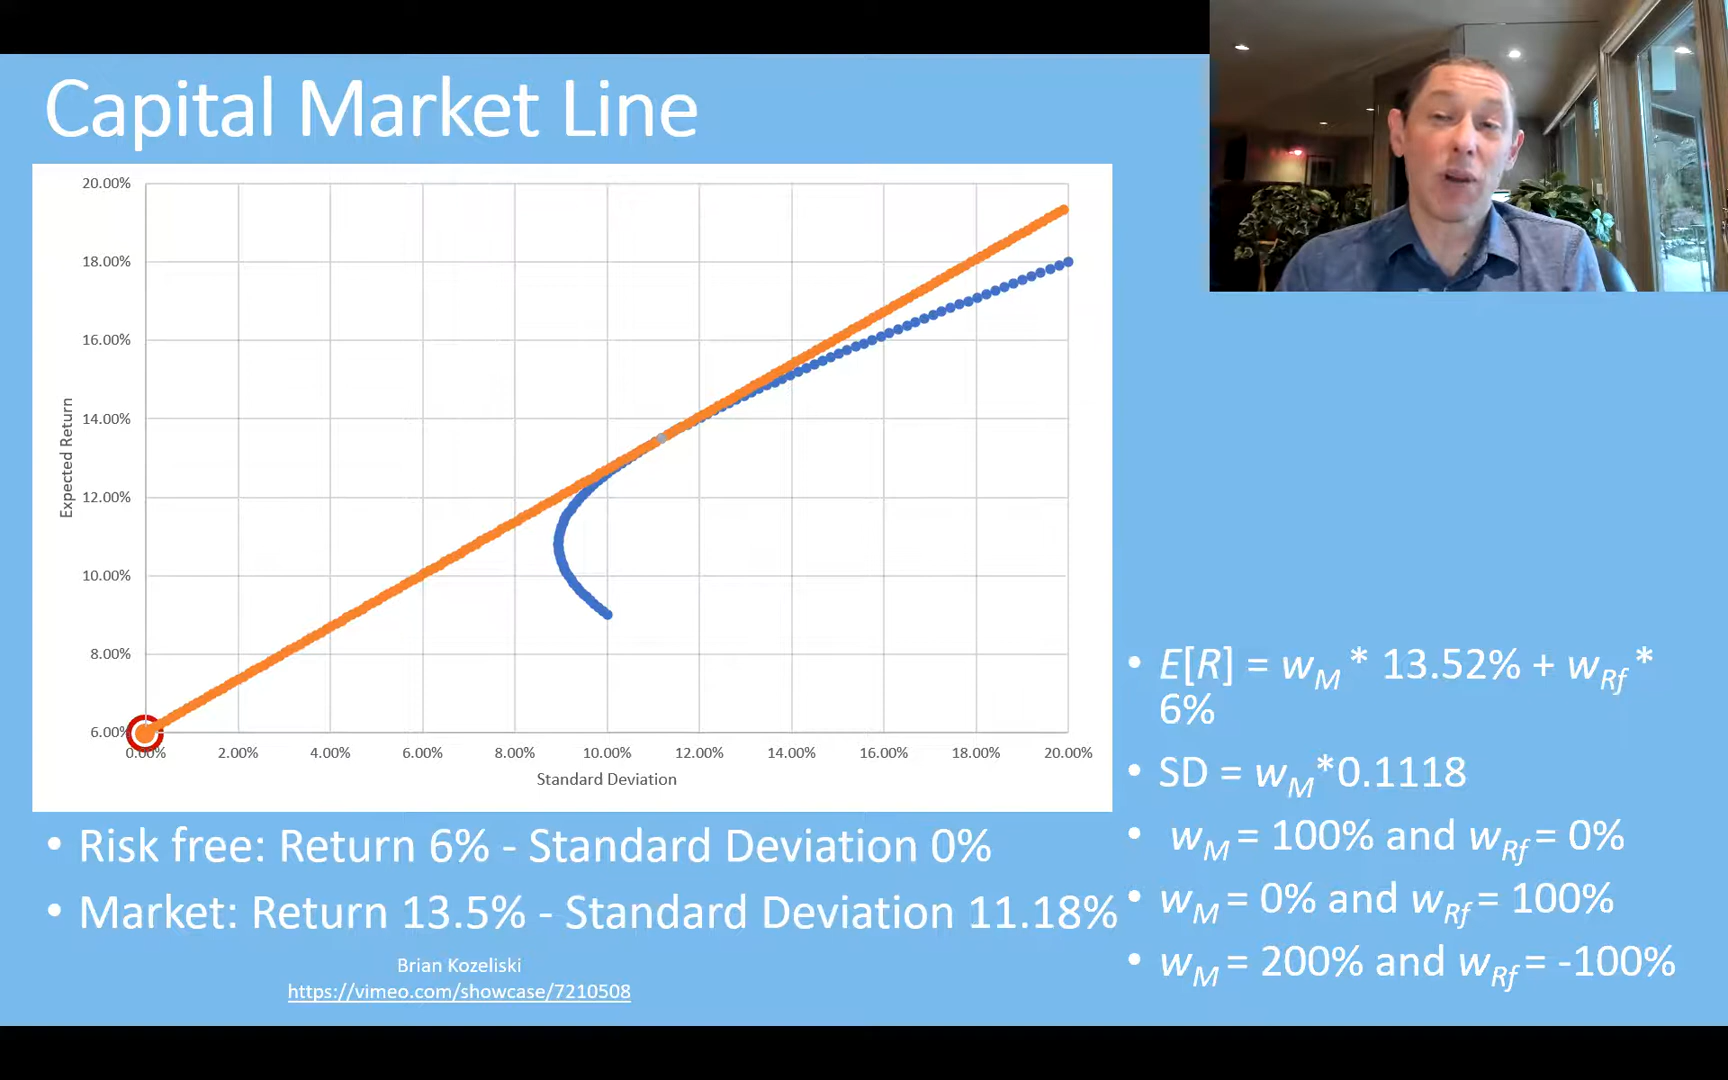 Capital Market Line
20.00%
18.00%
16.00%
14.00%
12.00%
10.00%
8.00%
6.00%
Expected Return
0.00%
2.00%
4.00%
6.00%
8.00%
10.00%
12.00%
14.00%
16.00%
18.00%
20.00%
Standard Deviation
• Risk free: Return 6% - Standard Deviation 0%
• Market: Return 13.5% - Standard Deviation 11.18%
Brian Kozeliski
https://vimeo.com/showcase/7210508
• E[R] = wM * 13.52% + wRf *
6%
• SD = wM*0.1118
• wM = 100% and wRf = 0%
• wM = 0% and wRf = 100%
• wM = 200% and wRf = -100%